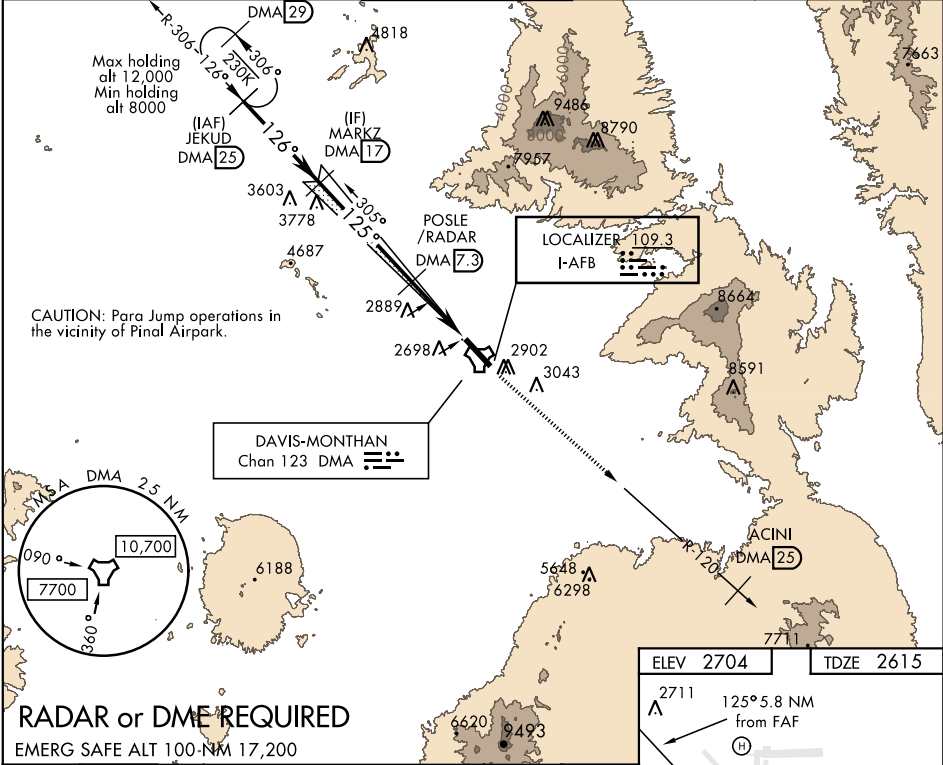 DMA 29
R-306
126°
306°
230K
4818
7663
Max holding
alt 12,000
Min holding
alt 8000
(IAF)
JEKUD
DMA 25
126°
(IF)
MARKZ
DMA 17
6000
8000
9486
8790
7957
3603
3778
305°
125°
POSLE
/RADAR
DMA 7.3
LOCALIZER 109.3
I-AFB
4687
2889
8664
CAUTION: Para Jump operations in
the vicinity of Pinal Airpark.
2698
2902
3043
8591
DAVIS-MONTHAN
Chan 123 DMA
MSA DMA 25 NM
090°
10,700
7700
360°
6188
R-120
ACINI
DMA 25
5648
6298
7711
ELEV 2704
TDZE 2615
2711
125° 5.8 NM
from FAF
H
RADAR or DME REQUIRED
EMERG SAFE ALT 100 NM 17,200
6620
9493